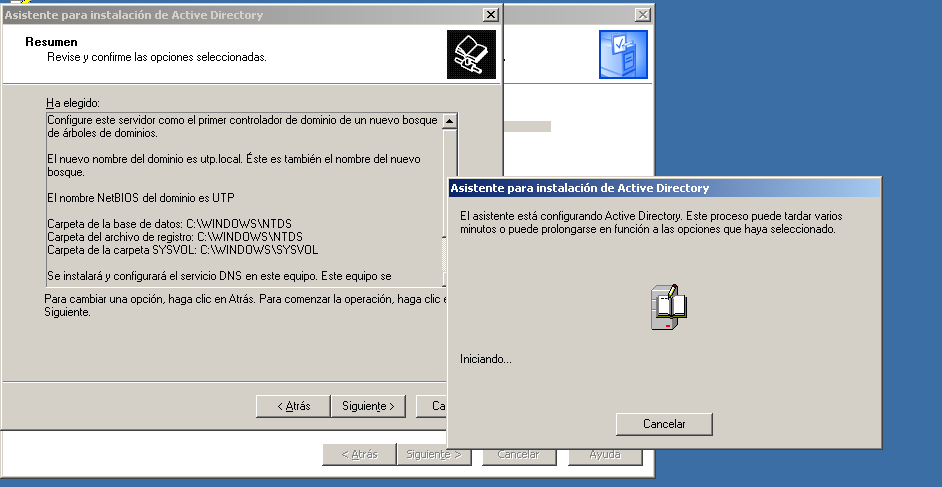 Asistente para instalación de Active Directory
Resumen
Revise y confirme las opciones seleccionadas.
Ha elegido:
Configure este servidor como el primer controlador de dominio de un nuevo bosque
de árboles de dominios.
El nuevo nombre del dominio es utp.local. Éste es también el nombre del nuevo
bosque.
El nombre NetBIOS del dominio es UTP
Carpeta de la base de datos: C:\WINDOWS\NTDS
Carpeta del archivo de registro: C:\WINDOWS\NTDS
Carpeta de la carpeta SYSVOL: C:\WINDOWS\SYSVOL
Se instalará y configurará el servicio DNS en este equipo. Este equipo se
Para cambiar una opción, haga clic en Atrás. Para comenzar la operación, haga clic e
Siguiente.
< Atrás
Siguiente >
Ca
Asistente para instalación de Active Directory
El asistente está configurando Active Directory. Este proceso puede tardar varios
minutos o puede prolongarse en función a las opciones que haya seleccionado.
Iniciando...
Cancelar
< Atrás
Siguiente >
Cancelar
Ayuda